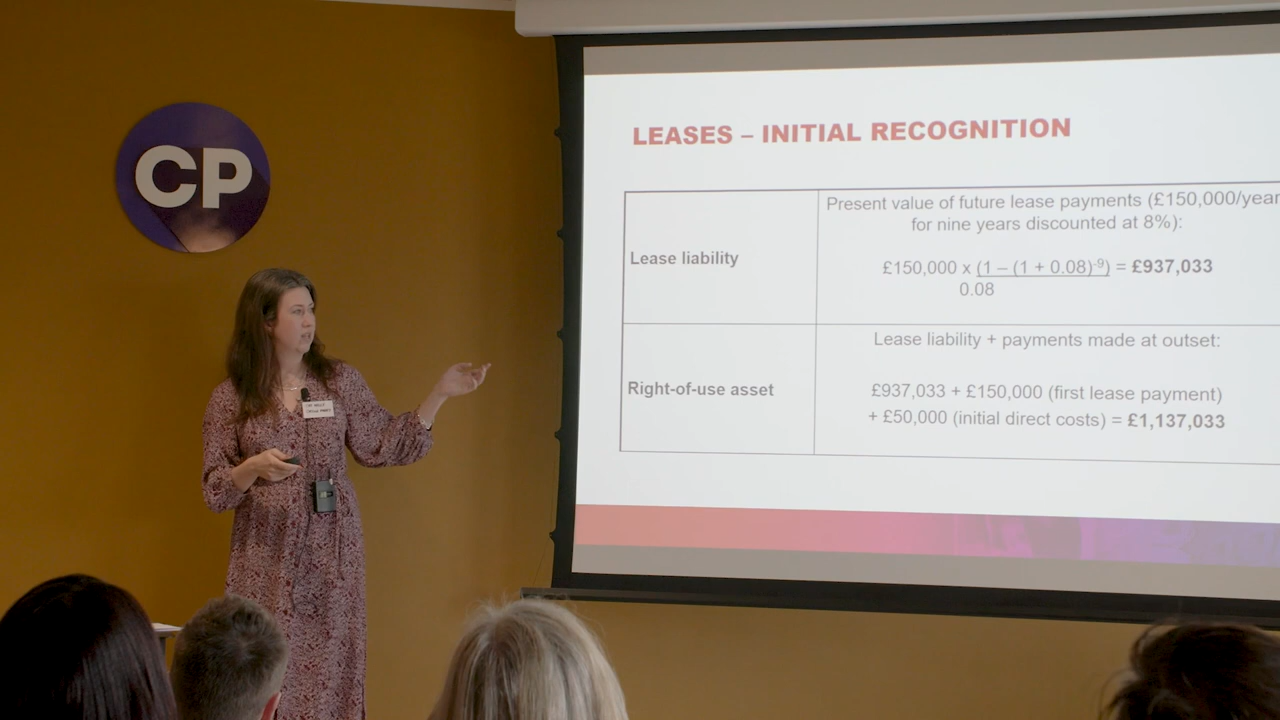 CP
LEASES – INITIAL RECOGNITION
Lease liability
Present value of future lease payments (£150,000/year
for nine years discounted at 8%):
£150,000 x (1 – (1 + 0.08)⁻⁹) = £937,033
0.08
Right-of-use asset
Lease liability + payments made at outset:
£937,033 + £150,000 (first lease payment)
+ £50,000 (initial direct costs) = £1,137,033